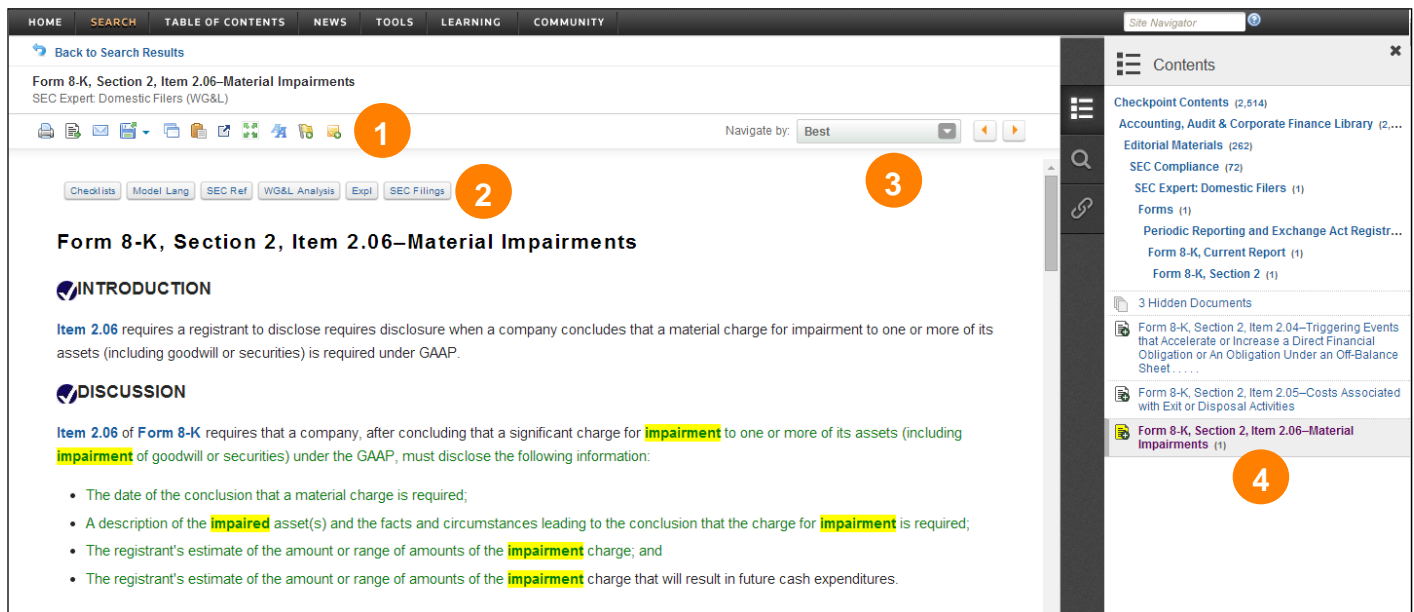 HOME SEARCH TABLE OF CONTENTS NEWS TOOLS LEARNING COMMUNITY Site Navigator ?
Back to Search Results
Form 8-K, Section 2, Item 2.06–Material Impairments
SEC Expert: Domestic Filers (WG&L)
1
Navigate by: Best
3
Checklists Model Lang SEC Ref WG&L Analysis Expl SEC Filings
2
Form 8-K, Section 2, Item 2.06–Material Impairments
INTRODUCTION
Item 2.06 requires a registrant to disclose requires disclosure when a company concludes that a material charge for impairment to one or more of its
assets (including goodwill or securities) is required under GAAP.
DISCUSSION
Item 2.06 of Form 8-K requires that a company, after concluding that a significant charge for impairment to one or more of its assets (including
impairment of goodwill or securities) under the GAAP, must disclose the following information:
• The date of the conclusion that a material charge is required;
• A description of the impaired asset(s) and the facts and circumstances leading to the conclusion that the charge for impairment is required;
• The registrant's estimate of the amount or range of amounts of the impairment charge; and
• The registrant's estimate of the amount or range of amounts of the impairment charge that will result in future cash expenditures.
Contents
Checkpoint Contents (2,514)
Accounting, Audit & Corporate Finance Library (2,...
Editorial Materials (262)
SEC Compliance (72)
SEC Expert: Domestic Filers (1)
Forms (1)
Periodic Reporting and Exchange Act Registr...
Form 8-K, Current Report (1)
Form 8-K, Section 2 (1)
3 Hidden Documents
Form 8-K, Section 2, Item 2.04–Triggering Events
that Accelerate or Increase a Direct Financial
Obligation or An Obligation Under an Off-Balance
Sheet . . . . .
Form 8-K, Section 2, Item 2.05–Costs Associated
with Exit or Disposal Activities
Form 8-K, Section 2, Item 2.06–Material
Impairments (1)
4